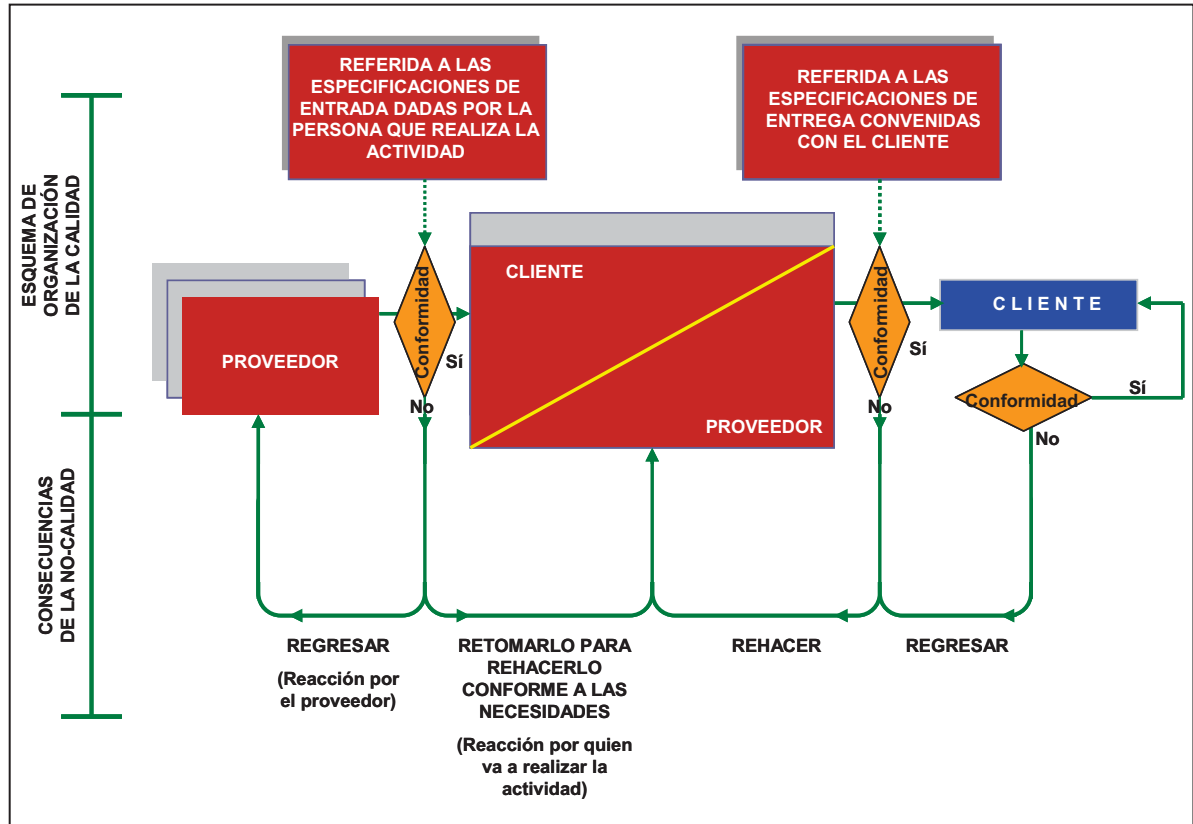 REFERIDA A LAS
ESPECIFICACIONES DE
ENTRADA DADAS POR LA
PERSONA QUE REALIZA LA
ACTIVIDAD
REFERIDA A LAS
ESPECIFICACIONES DE
ENTREGA CONVENIDAS
CON EL CLIENTE
ESQUEMA DE
ORGANIZACIÓN
DE LA CALIDAD
PROVEEDOR
Conformidad
Sí
No
CLIENTE
PROVEEDOR
Conformidad
Sí
No
CLIENTE
Conformidad
Sí
No
CONSECUENCIAS
DE LA NO-CALIDAD
REGRESAR
(Reacción por
el proveedor)
RETOMARLO PARA
REHACERLO
CONFORME A LAS
NECESIDADES
(Reacción por quien
va a realizar la
actividad)
REHACER
REGRESAR